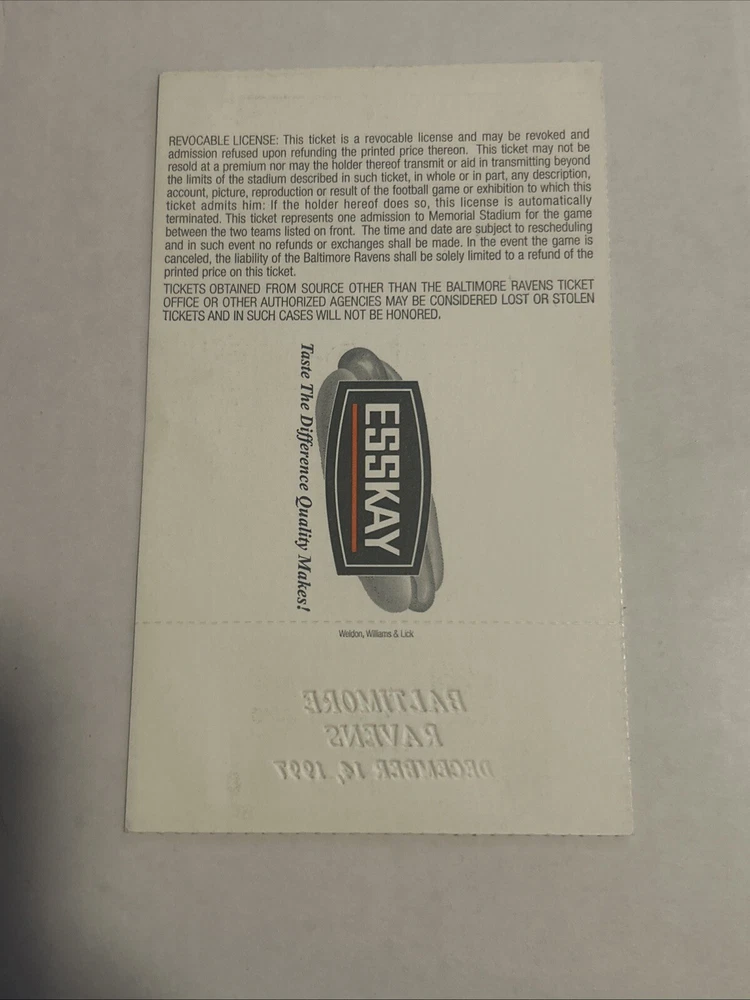 REVOCABLE LICENSE: This ticket is a revocable license and may be revoked and
admission refused upon refunding the printed price thereon. This ticket may not be
resold at a premium nor may the holder thereof transmit or aid in transmitting beyond
the limits of the stadium described in such ticket, in whole or in part, any description,
account, picture, reproduction or result of the football game or exhibition to which this
ticket admits him: If the holder hereof does so, this license is automatically
terminated. This ticket represents one admission to Memorial Stadium for the game
between the two teams listed on front. The time and date are subject to rescheduling
and in such event no refunds or exchanges shall be made. In the event the game is
canceled, the liability of the Baltimore Ravens shall be solely limited to a refund of the
printed price on this ticket.
TICKETS OBTAINED FROM SOURCE OTHER THAN THE BALTIMORE RAVENS TICKET
OFFICE OR OTHER AUTHORIZED AGENCIES MAY BE CONSIDERED LOST OR STOLEN
TICKETS AND IN SUCH CASES WILL NOT BE HONORED.
ESSKAY
Taste The Difference Quality Makes!
Weldon, Williams & Lick
BALTIMORE
RAVENS
DECEMBER 14, 1997